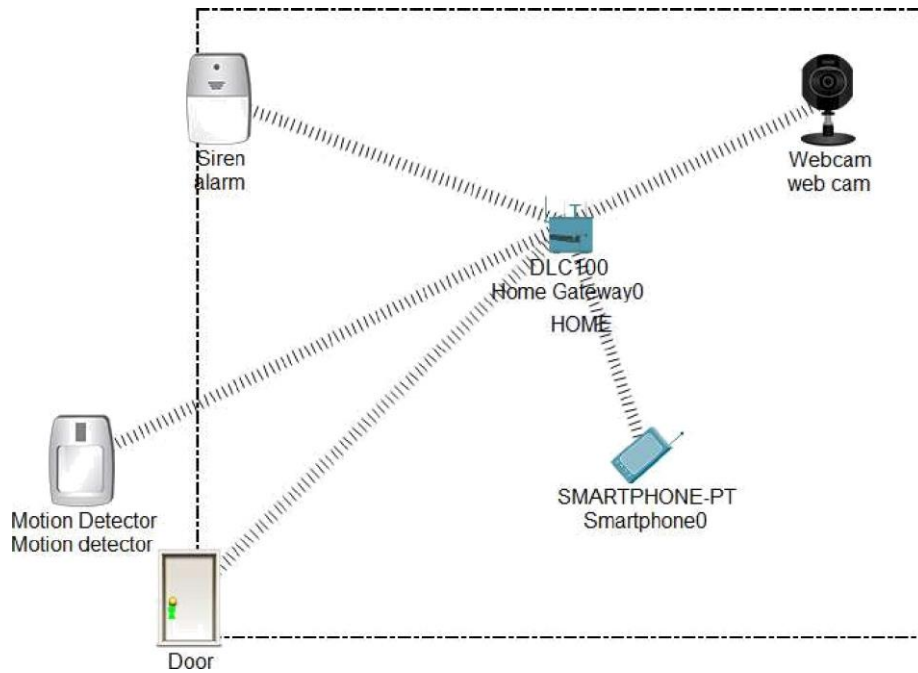 Siren
alarm
Webcam
web cam
DLC100
Home Gateway0
HOME
SMARTPHONE-PT
Smartphone0
Motion Detector
Motion detector
Door